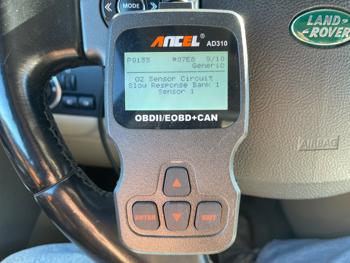 MODE
LAND
ROVER
ANCEL
AD310
P0133 $07E8 9/10
Generic
O2 Sensor Circuit
Slow Response Bank 1
Sensor 1
OBDII/EOBD+CAN
AIRBAG
ENTER
EXIT